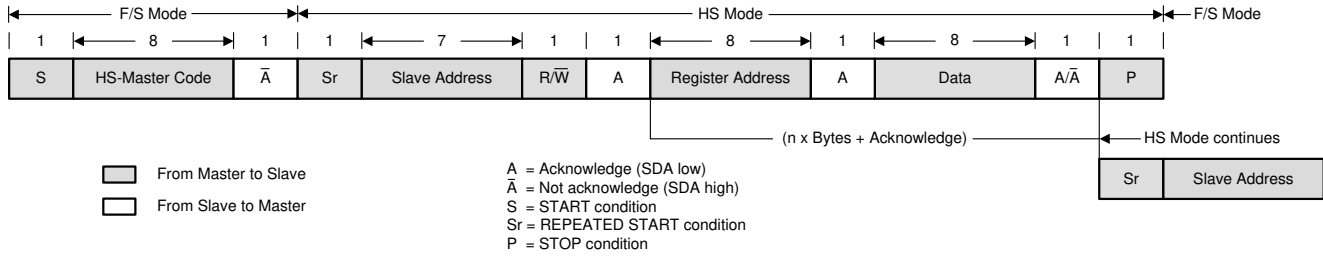 F/S Mode HS Mode F/S Mode
1 8 1 1 7 1 1 8 1 8 1 1
S HS-Master Code A̅ Sr Slave Address R/W̅ A Register Address A Data A/A̅ P
(n x Bytes + Acknowledge) HS Mode continues
Sr Slave Address
From Master to Slave
From Slave to Master
A = Acknowledge (SDA low)
A̅ = Not acknowledge (SDA high)
S = START condition
Sr = REPEATED START condition
P = STOP condition